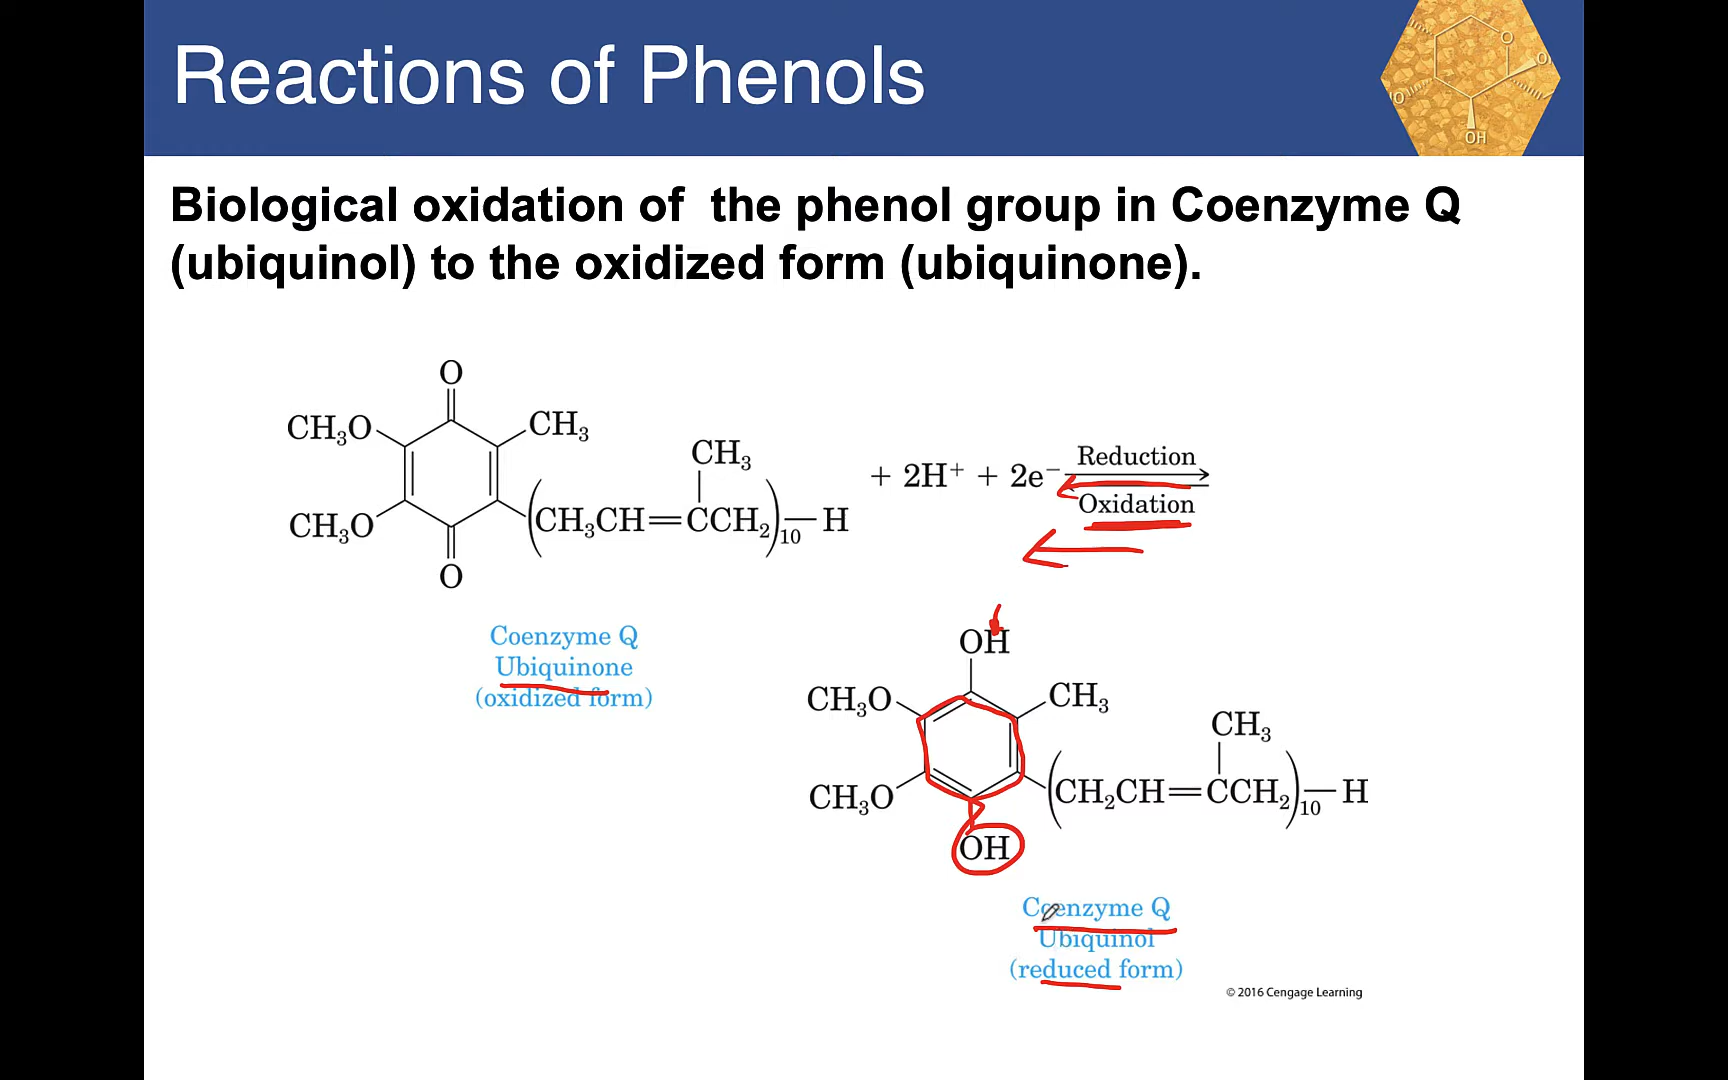 Reactions of Phenols
O
O
O
OH
Biological oxidation of the phenol group in Coenzyme Q
(ubiquinol) to the oxidized form (ubiquinone).
O
CH₃O
CH₃
CH₃
+ 2H⁺ + 2e⁻
Reduction
Oxidation
CH₃O
(CH₃CH=CCH₂)₁₀—H
O
Coenzyme Q
Ubiquinone
(oxidized form)
OH
CH₃O
CH₃
CH₃
CH₃O
(CH₂CH=CCH₂)₁₀—H
OH
Coenzyme Q
Ubiquinol
(reduced form)
© 2016 Cengage Learning